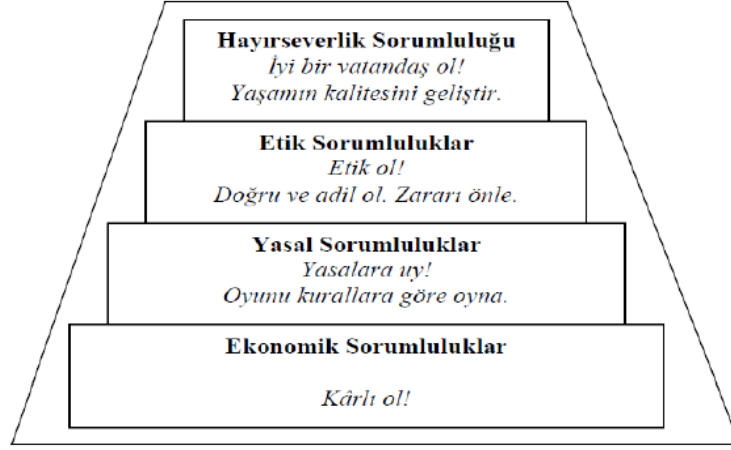 Hayırseverlik Sorumluluğu
İyi bir vatandaş ol!
Yaşamın kalitesini geliştir.
Etik Sorumluluklar
Etik ol!
Doğru ve adil ol. Zararı önle.
Yasal Sorumluluklar
Yasalara uy!
Oyunu kurallara göre oyna.
Ekonomik Sorumluluklar
Kârlı ol!